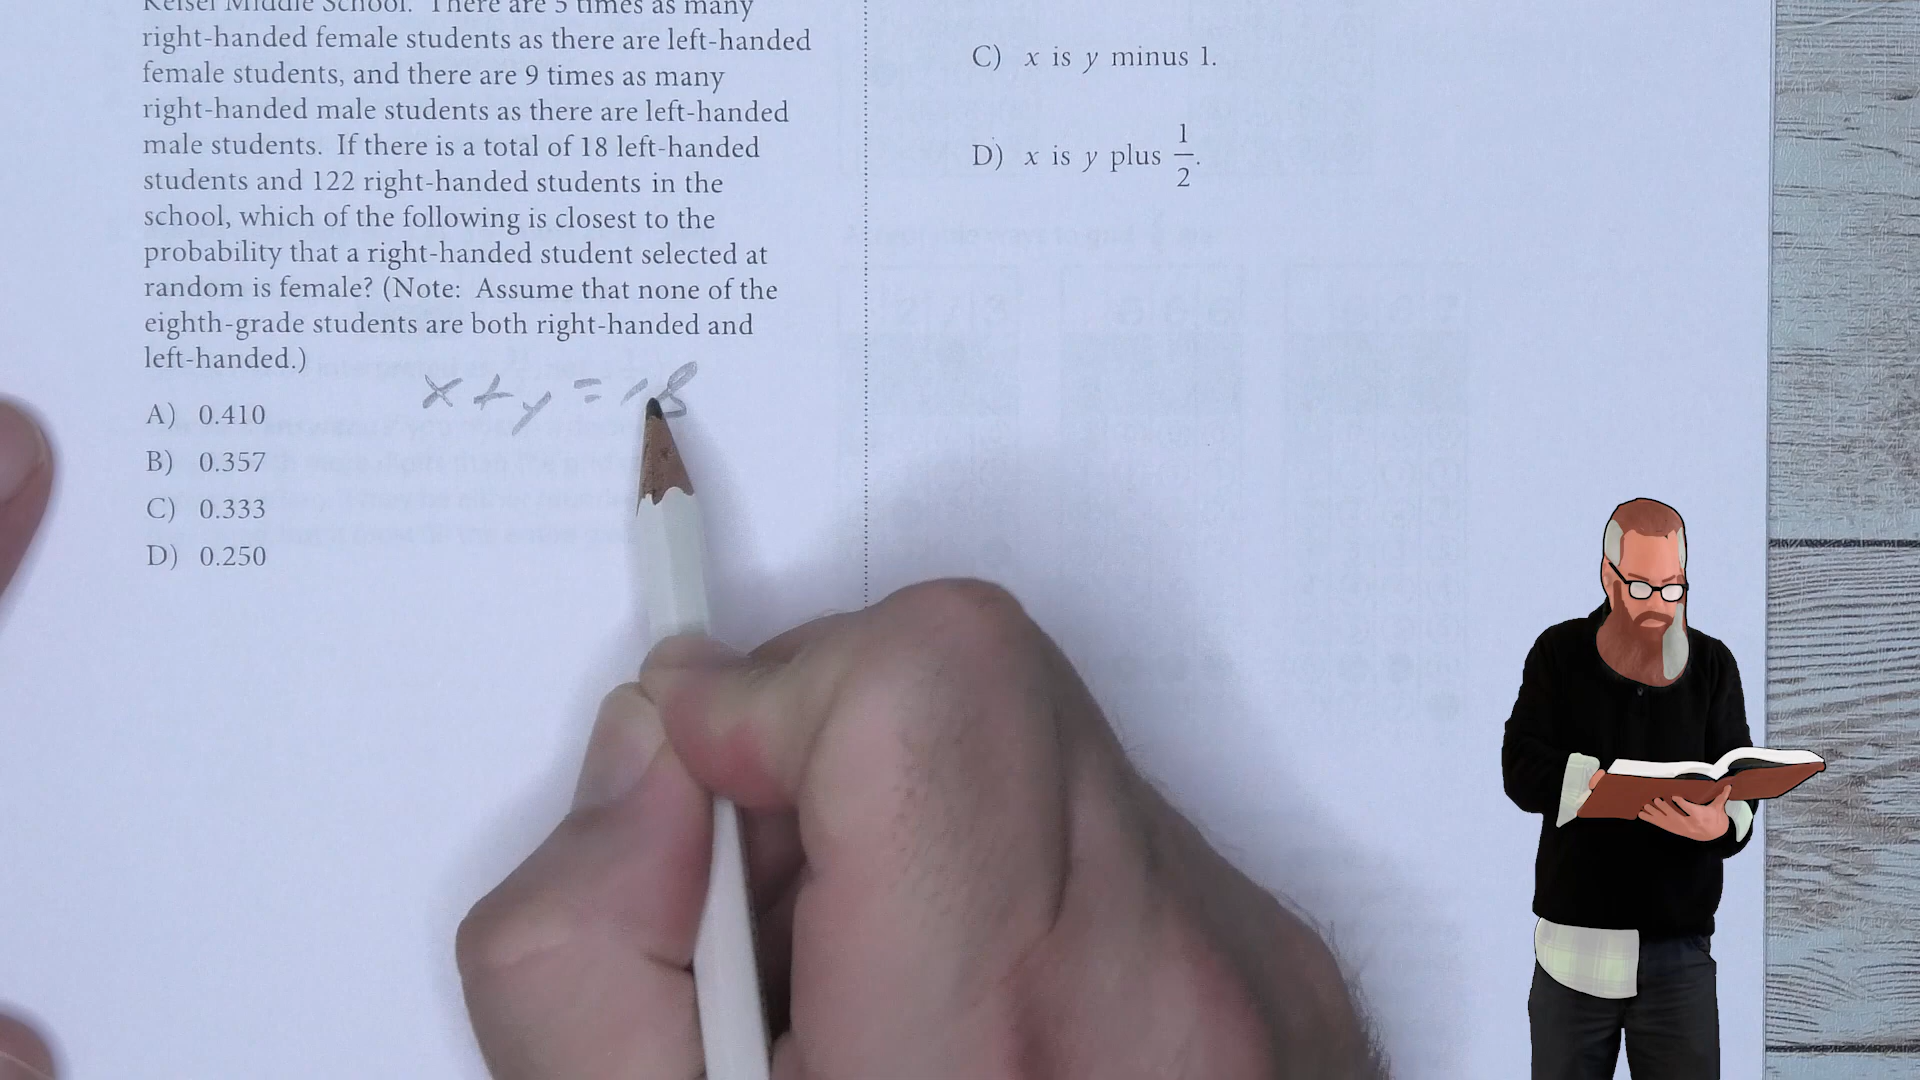 Keisel Middle School. There are 5 times as many
right-handed female students as there are left-handed
female students, and there are 9 times as many
right-handed male students as there are left-handed
male students. If there is a total of 18 left-handed
students and 122 right-handed students in the
school, which of the following is closest to the
probability that a right-handed student selected at
random is female? (Note: Assume that none of the
eighth-grade students are both right-handed and
left-handed.)
x + y = 18
A) 0.410
B) 0.357
C) 0.333
D) 0.250
C) x is y minus 1.
D) x is y plus 1/2.